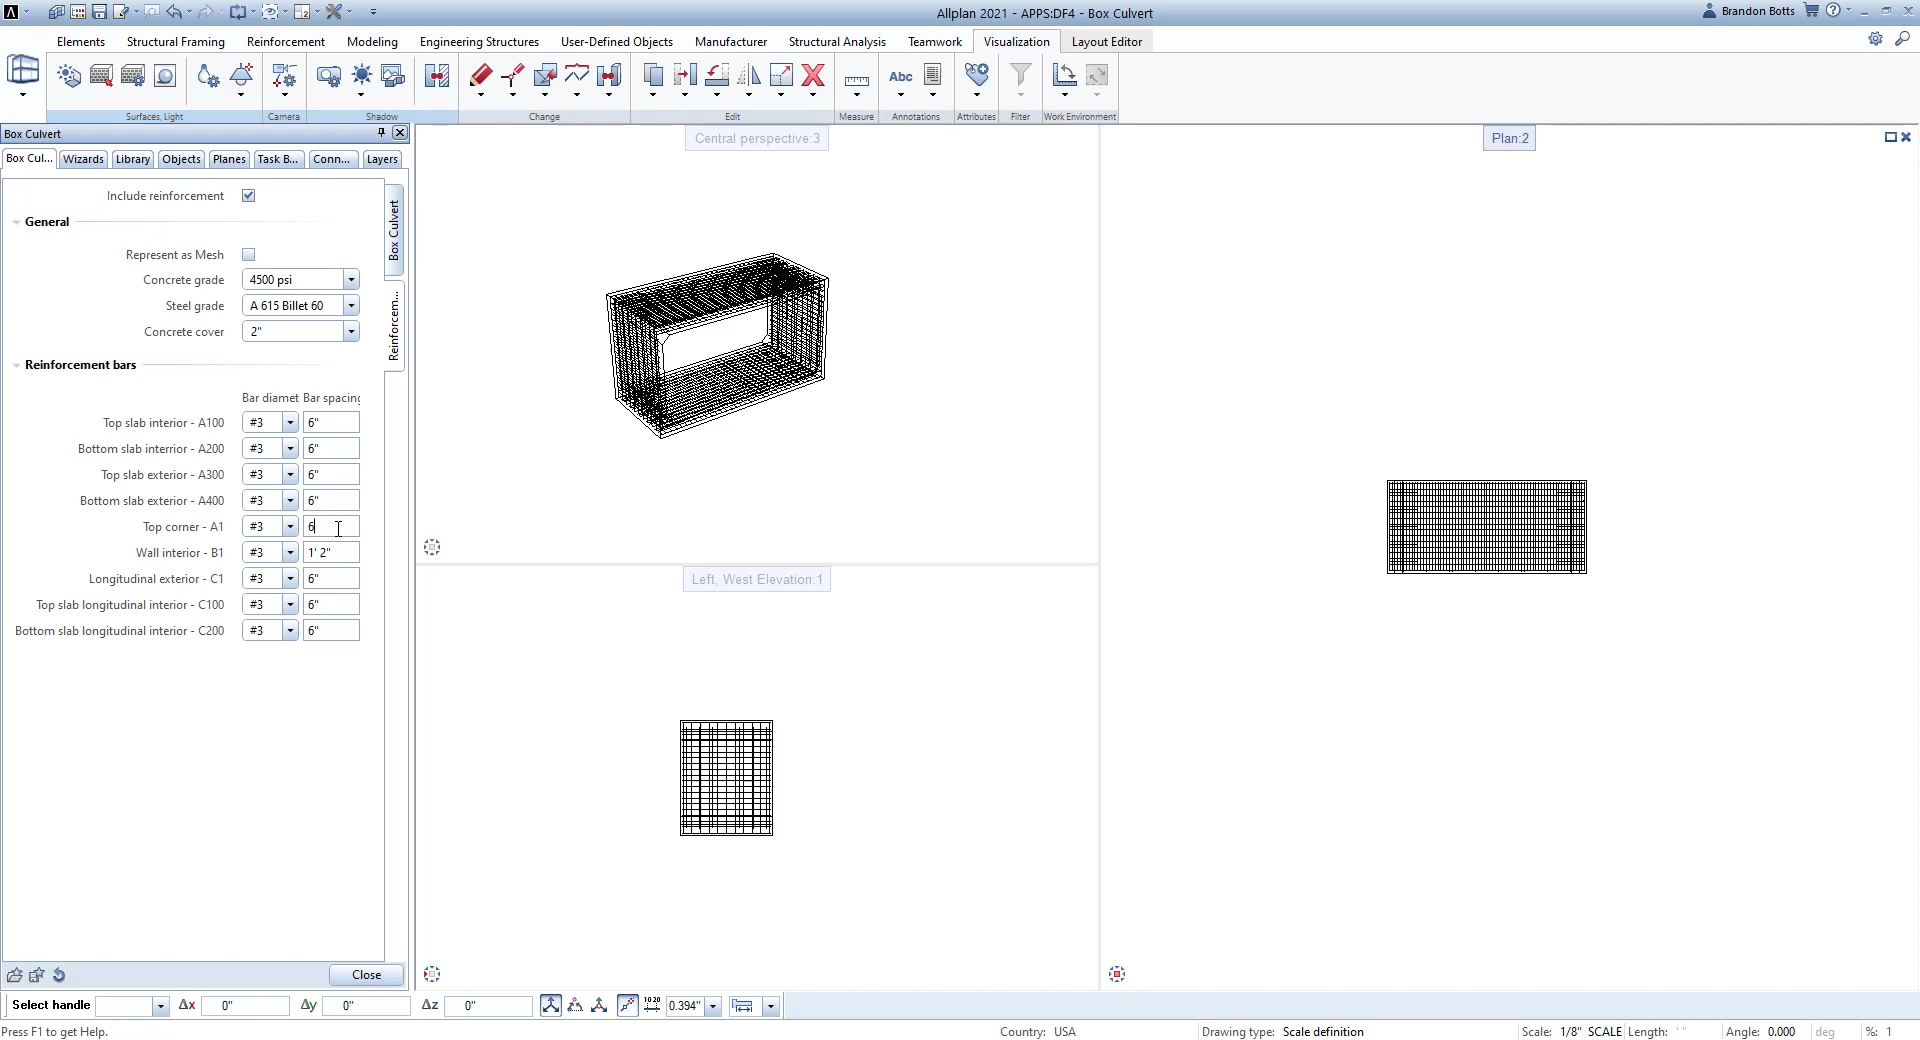 Allplan 2021 - APPS:DF4 - Box Culvert
Brandon Botts
Elements Structural Framing Reinforcement Modeling Engineering Structures User-Defined Objects Manufacturer Structural Analysis Teamwork Visualization Layout Editor
Abc
Surfaces, Light Camera Shadow Change Edit Measure Annotations Attributes Filter Work Environment
Box Culvert
Box Cul... Wizards Library Objects Planes Task B... Conn... Layers
Include reinforcement
General
Represent as Mesh
Concrete grade 4500 psi
Steel grade A 615 Billet 60
Concrete cover 2"
Reinforcement bars
Bar diamet Bar spacing
Top slab interior - A100 #3 6"
Bottom slab interior - A200 #3 6"
Top slab exterior - A300 #3 6"
Bottom slab exterior - A400 #3 6"
Top corner - A1 #3 6
Wall interior - B1 #3 1' 2"
Longitudinal exterior - C1 #3 6"
Top slab longitudinal interior - C100 #3 6"
Bottom slab longitudinal interior - C200 #3 6"
Box Culvert
Reinforcem...
Close
Central perspective:3
Plan:2
Left, West Elevation:1
Select handle Δx 0" Δy 0" Δz 0" 1020 0.394"
Press F1 to get Help. Country: USA Drawing type: Scale definition Scale: 1/8" SCALE Length: ' " Angle: 0.000 deg %: 1